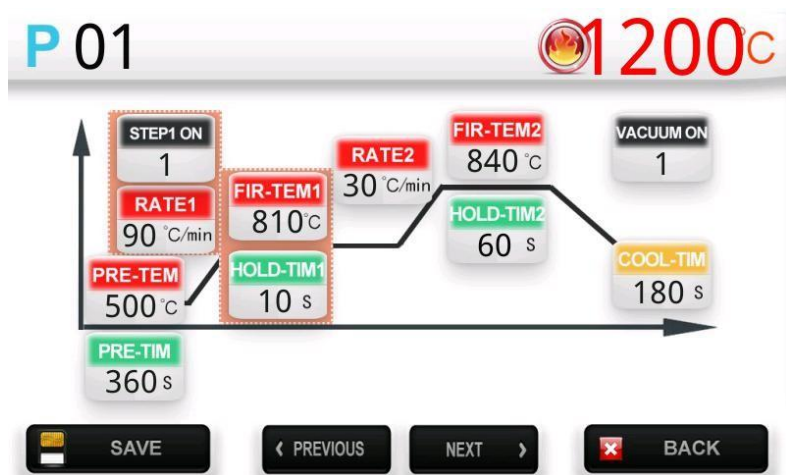 P 01
1200°C
STEP1 ON
1
RATE1
90 °C/min
PRE-TEM
500°C
PRE-TIM
360 S
FIR-TEM1
810°C
HOLD-TIM1
10 S
RATE2
30 °C/min
FIR-TEM2
840 °C
HOLD-TIM2
60 S
VACUUM ON
1
COOL-TIM
180 S
SAVE
‹ PREVIOUS
NEXT ›
BACK